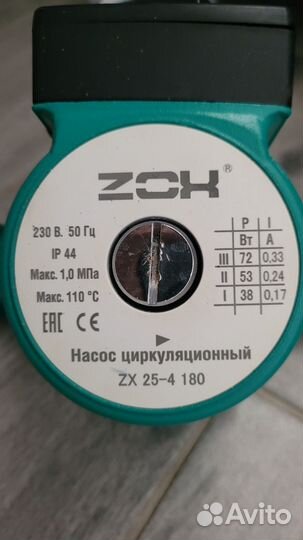 ZOX®
230 В. 50 Гц
IP 44
Макс. 1,0 МПа
Макс. 110 °C
EAC CE
P I
Вт А
III 72 0,33
II 53 0,24
I 38 0,17
Насос циркуляционный
ZX 25-4 180
Avito